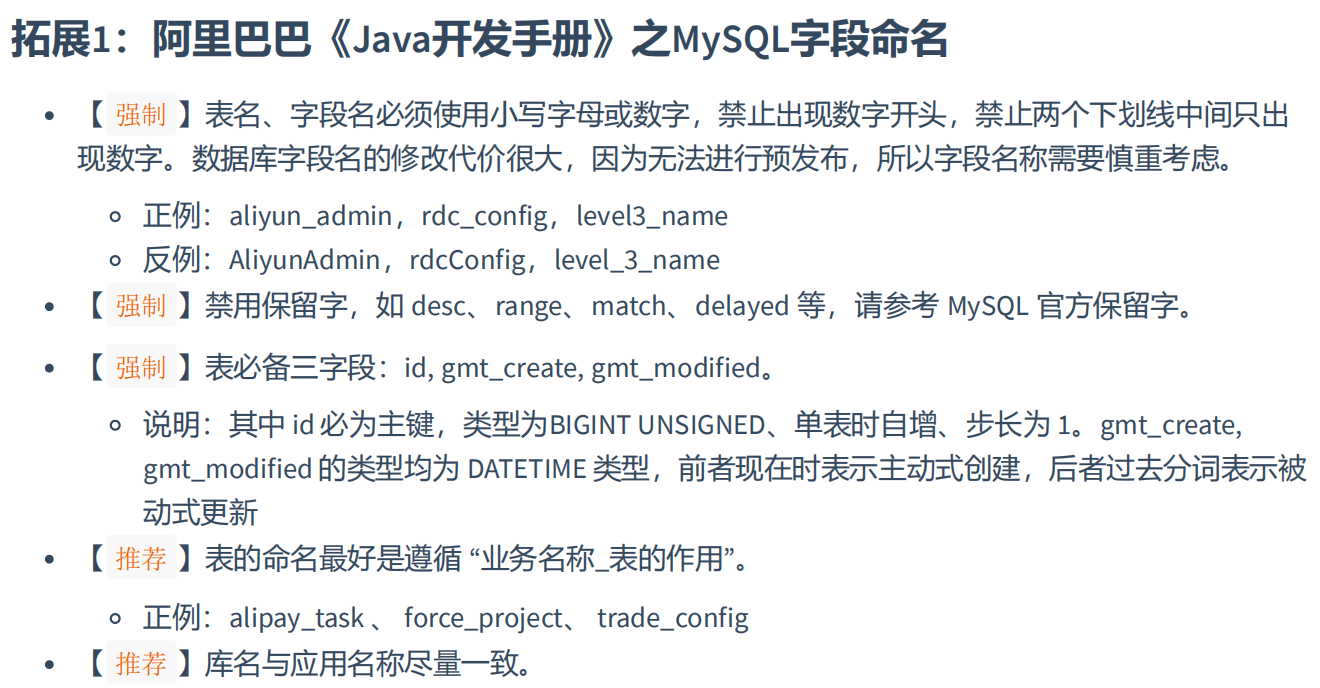 拓展1：阿里巴巴《Java开发手册》之MySQL字段命名
【 强制 】表名、字段名必须使用小写字母或数字，禁止出现数字开头，禁止两个下划线中间只出
现数字。数据库字段名的修改代价很大，因为无法进行预发布，所以字段名称需要慎重考虑。
正例：aliyun_admin，rdc_config，level3_name
反例：AliyunAdmin，rdcConfig，level_3_name
【 强制 】禁用保留字，如 desc、range、match、delayed 等，请参考 MySQL 官方保留字。
【 强制 】表必备三字段：id, gmt_create, gmt_modified。
说明：其中 id 必为主键，类型为BIGINT UNSIGNED、单表时自增、步长为 1。gmt_create,
gmt_modified 的类型均为 DATETIME 类型，前者现在时表示主动式创建，后者过去分词表示被
动式更新
【 推荐 】表的命名最好是遵循 “业务名称_表的作用”。
正例：alipay_task 、 force_project、 trade_config
【 推荐 】库名与应用名称尽量一致。